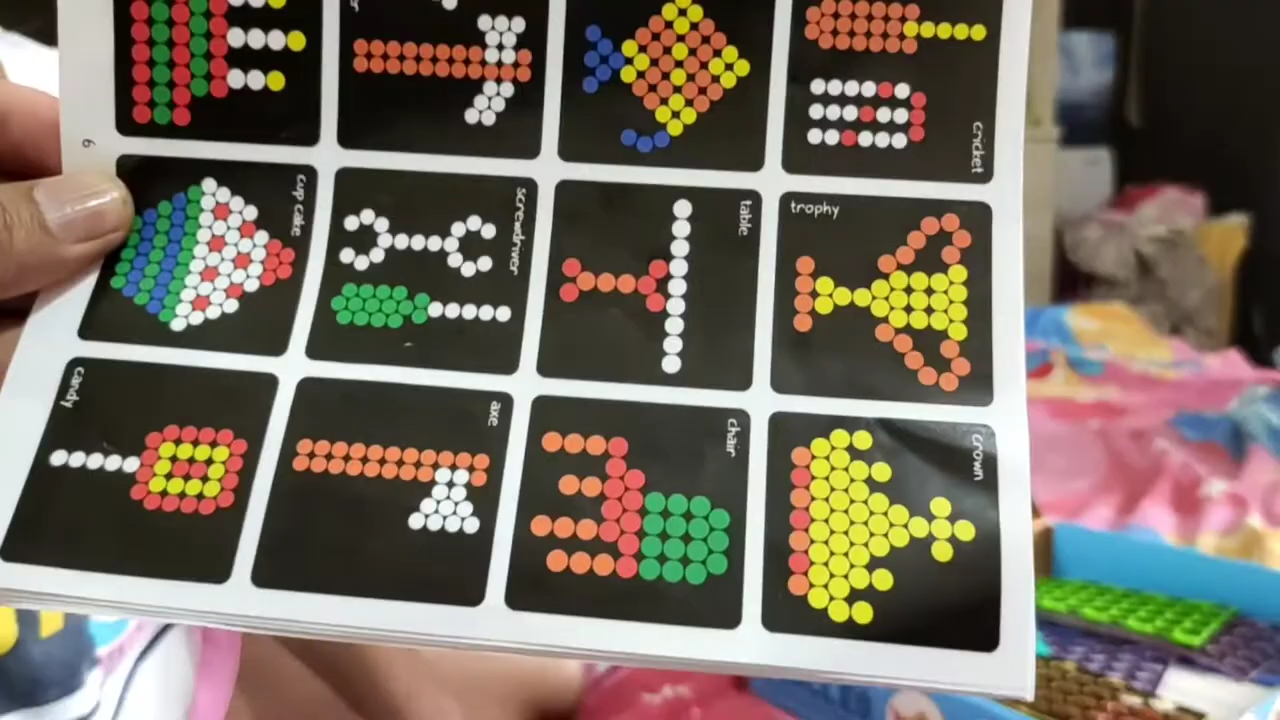 cricket
trophy
crown
table
chair
screwdriver
axe
cup cake
candy
6